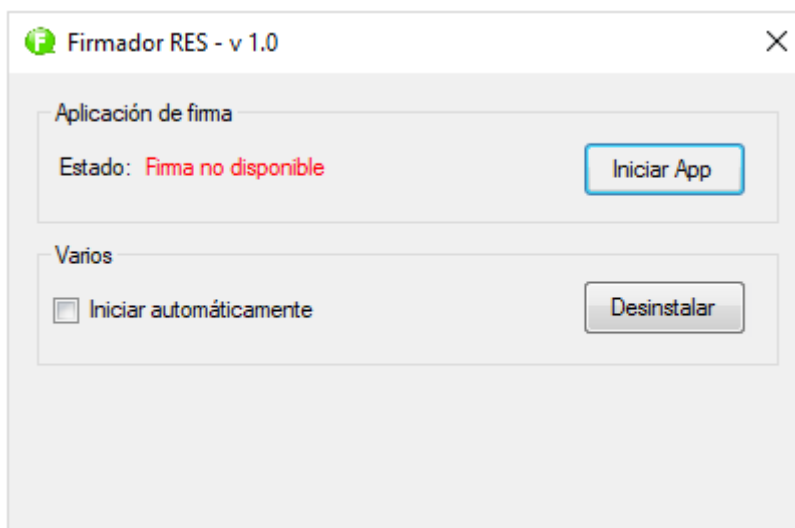 Firmador RES - v 1.0
Aplicación de firma
Estado: Firma no disponible
Iniciar App
Varios
Iniciar automáticamente
Desinstalar